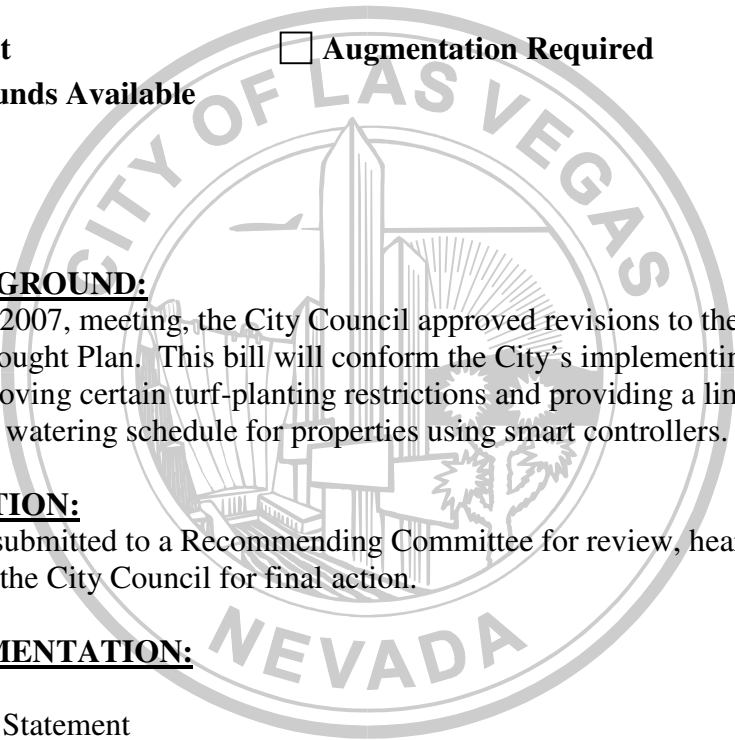 t ☐ Augmentation Required
unds Available
CITY OF LAS VEGAS
GROUND:
2007, meeting, the City Council approved revisions to the
ought Plan. This bill will conform the City's implementin
oving certain turf-planting restrictions and providing a lim
watering schedule for properties using smart controllers.
TION:
submitted to a Recommending Committee for review, hear
the City Council for final action.
MENTATION:
NEVADA
Statement